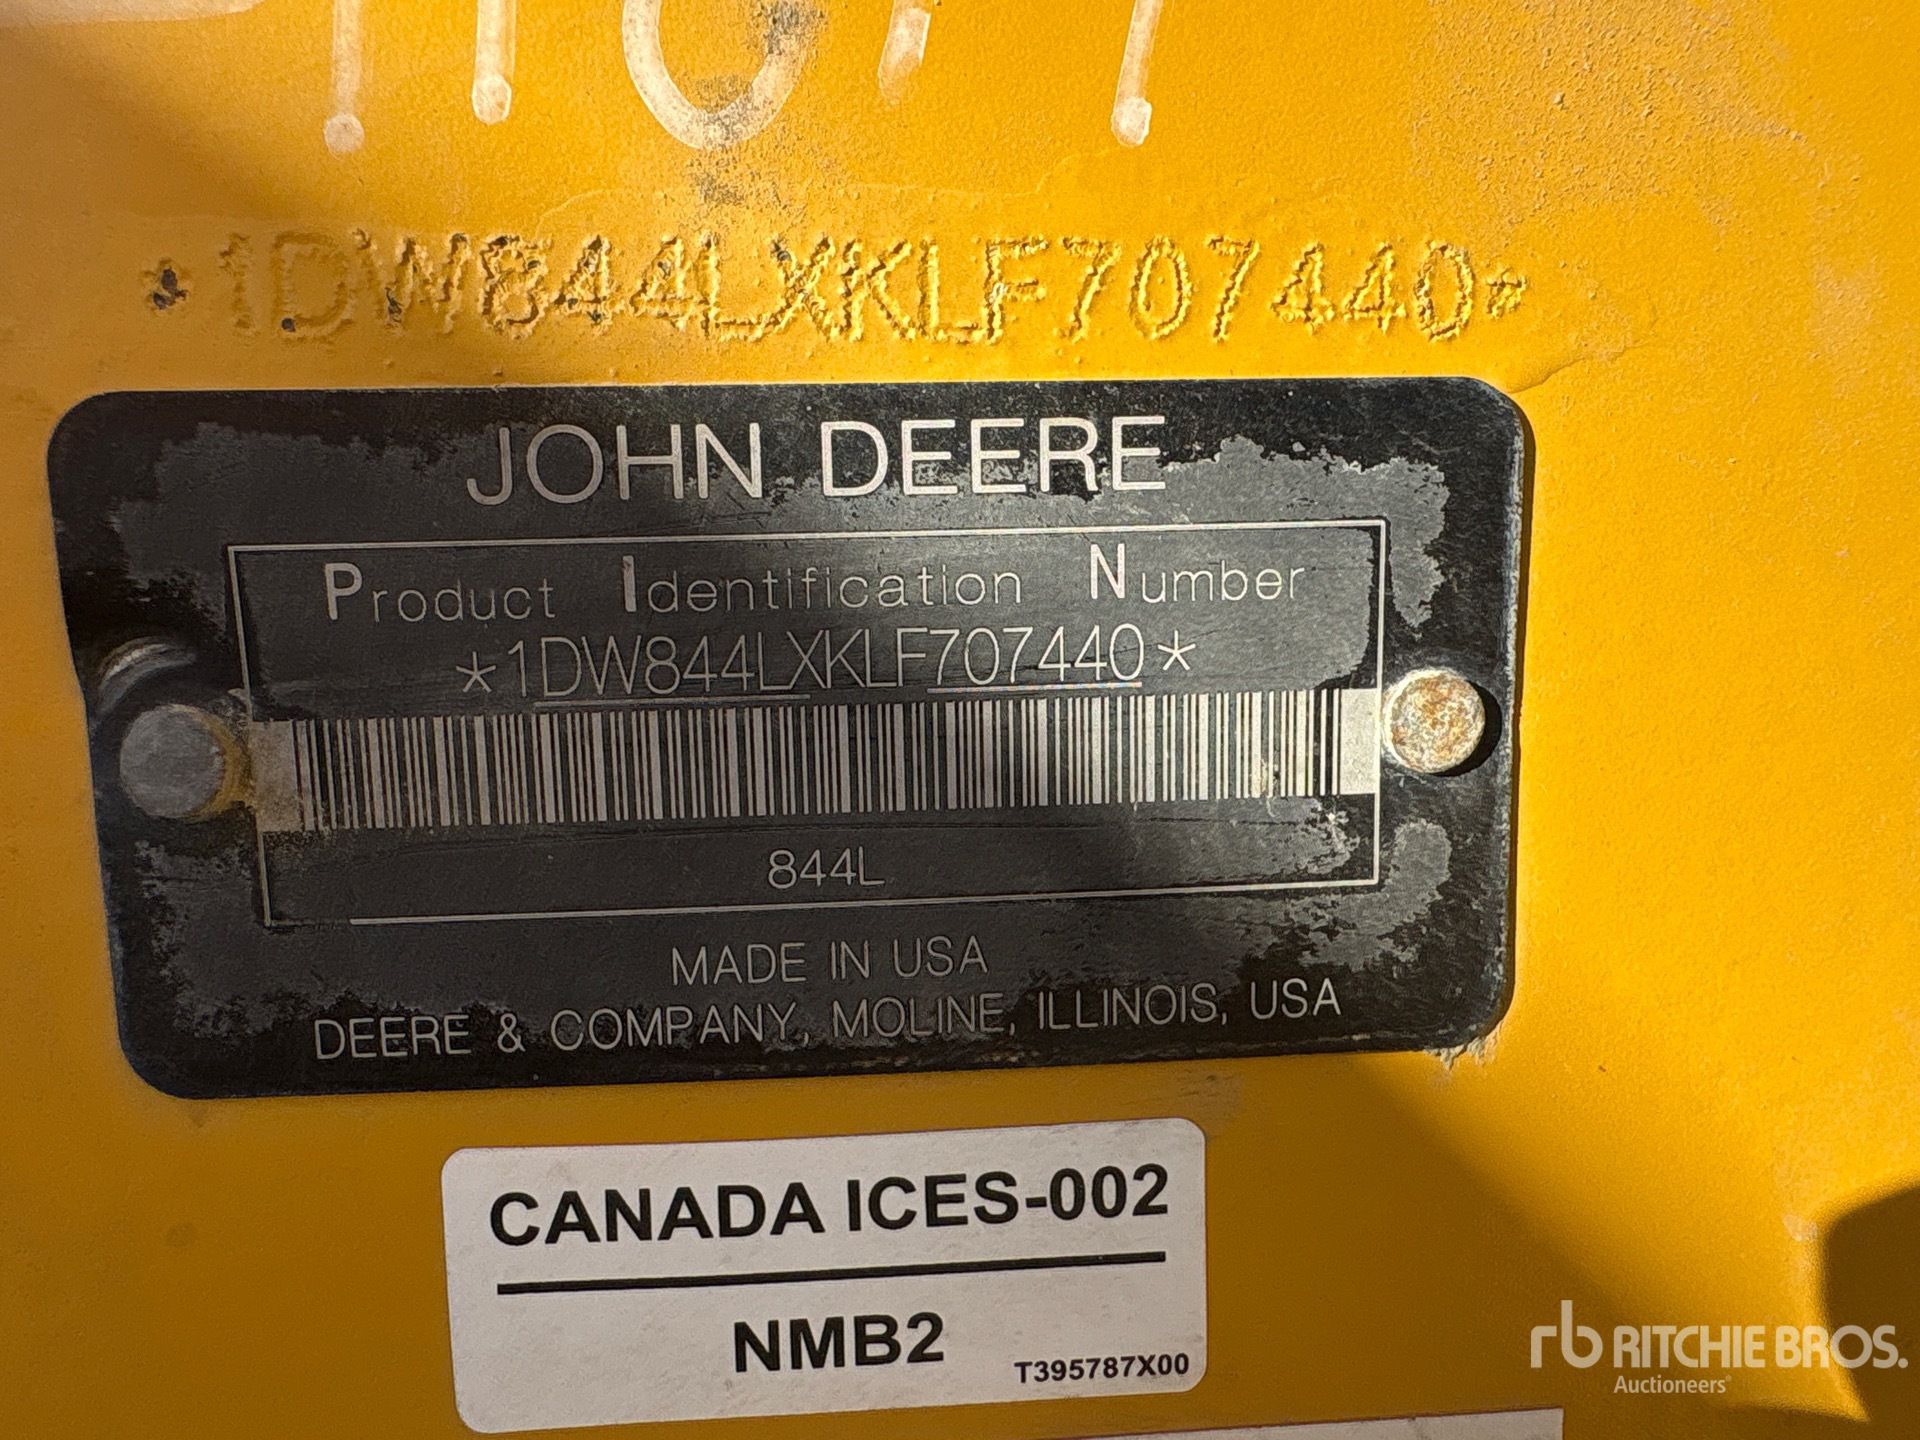 *1DW844LXKLF707440*
JOHN DEERE
Product Identification Number
*1DW844LXKLF707440*
844L
MADE IN USA
DEERE & COMPANY, MOLINE, ILLINOIS, USA
CANADA ICES-002
NMB2
T395787X00
rb RITCHIE BROS.
Auctioneers